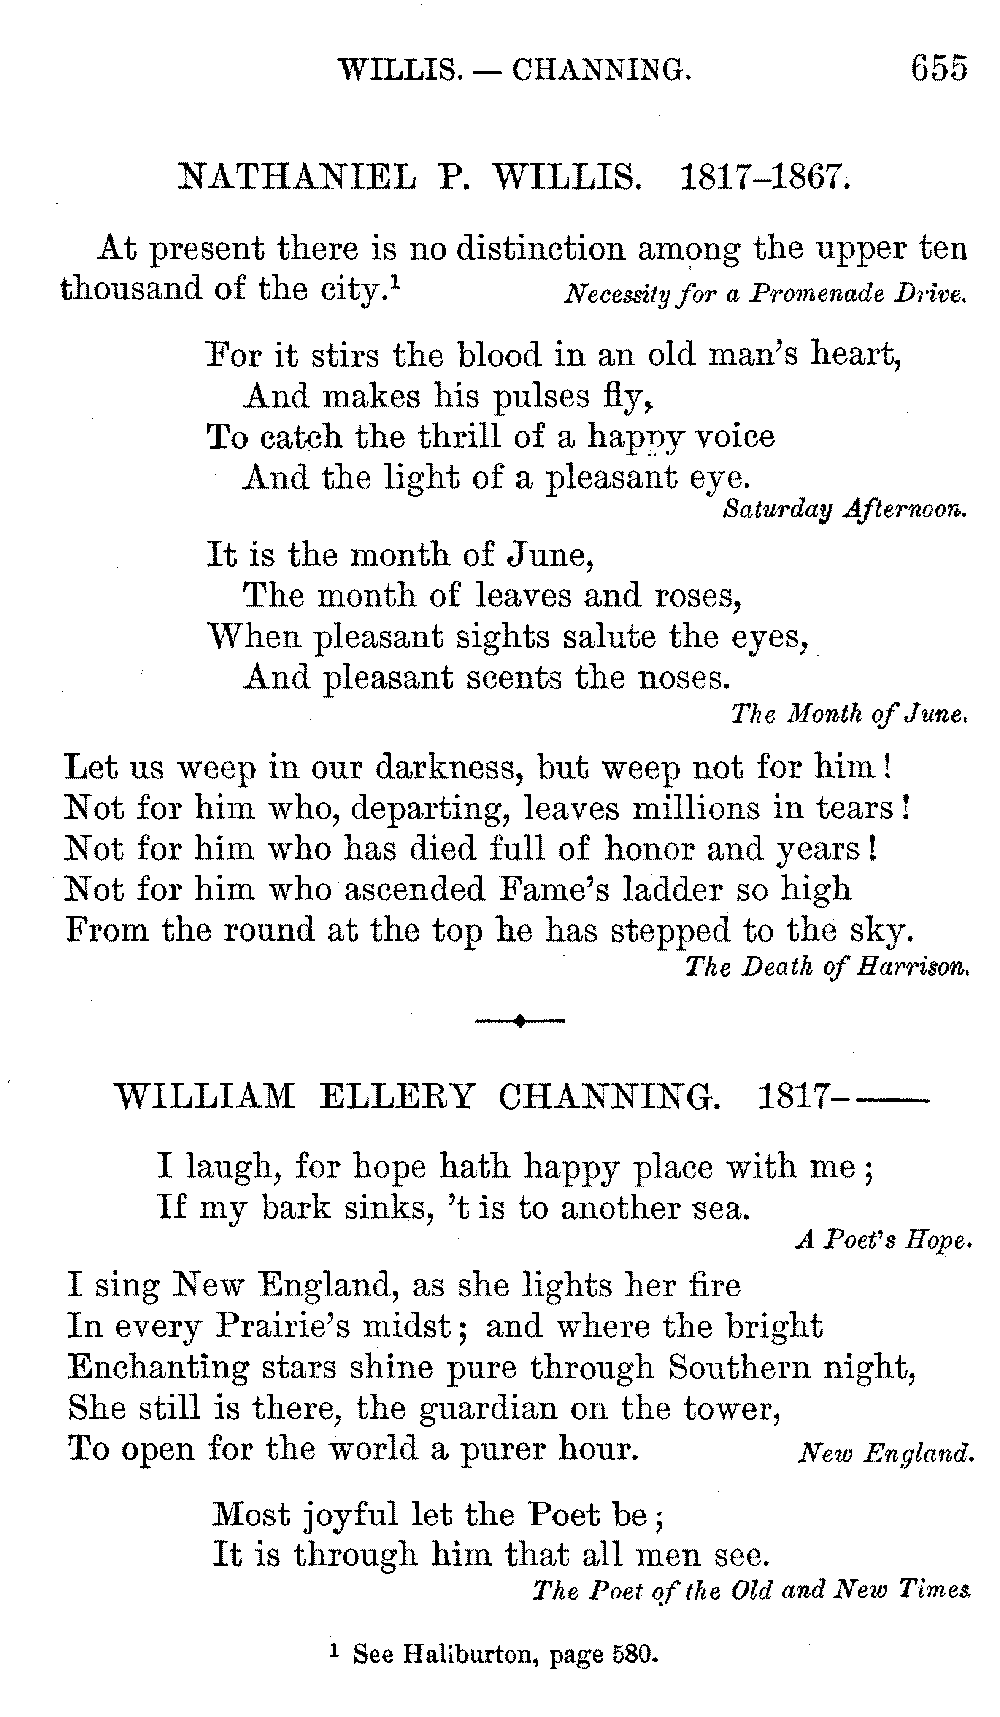 WILLIS. — CHANNING. 655
NATHANIEL P. WILLIS. 1817–1867.
At present there is no distinction among the upper ten
thousand of the city.¹ Necessity for a Promenade Drive.
For it stirs the blood in an old man's heart,
And makes his pulses fly,
To catch the thrill of a happy voice
And the light of a pleasant eye.
Saturday Afternoon.
It is the month of June,
The month of leaves and roses,
When pleasant sights salute the eyes,
And pleasant scents the noses.
The Month of June.
Let us weep in our darkness, but weep not for him!
Not for him who, departing, leaves millions in tears!
Not for him who has died full of honor and years!
Not for him who ascended Fame's ladder so high
From the round at the top he has stepped to the sky.
The Death of Harrison.
WILLIAM ELLERY CHANNING. 1817–——
I laugh, for hope hath happy place with me;
If my bark sinks, 't is to another sea.
A Poet's Hope.
I sing New England, as she lights her fire
In every Prairie's midst; and where the bright
Enchanting stars shine pure through Southern night,
She still is there, the guardian on the tower,
To open for the world a purer hour. New England.
Most joyful let the Poet be;
It is through him that all men see.
The Poet of the Old and New Times.
¹ See Haliburton, page 580.